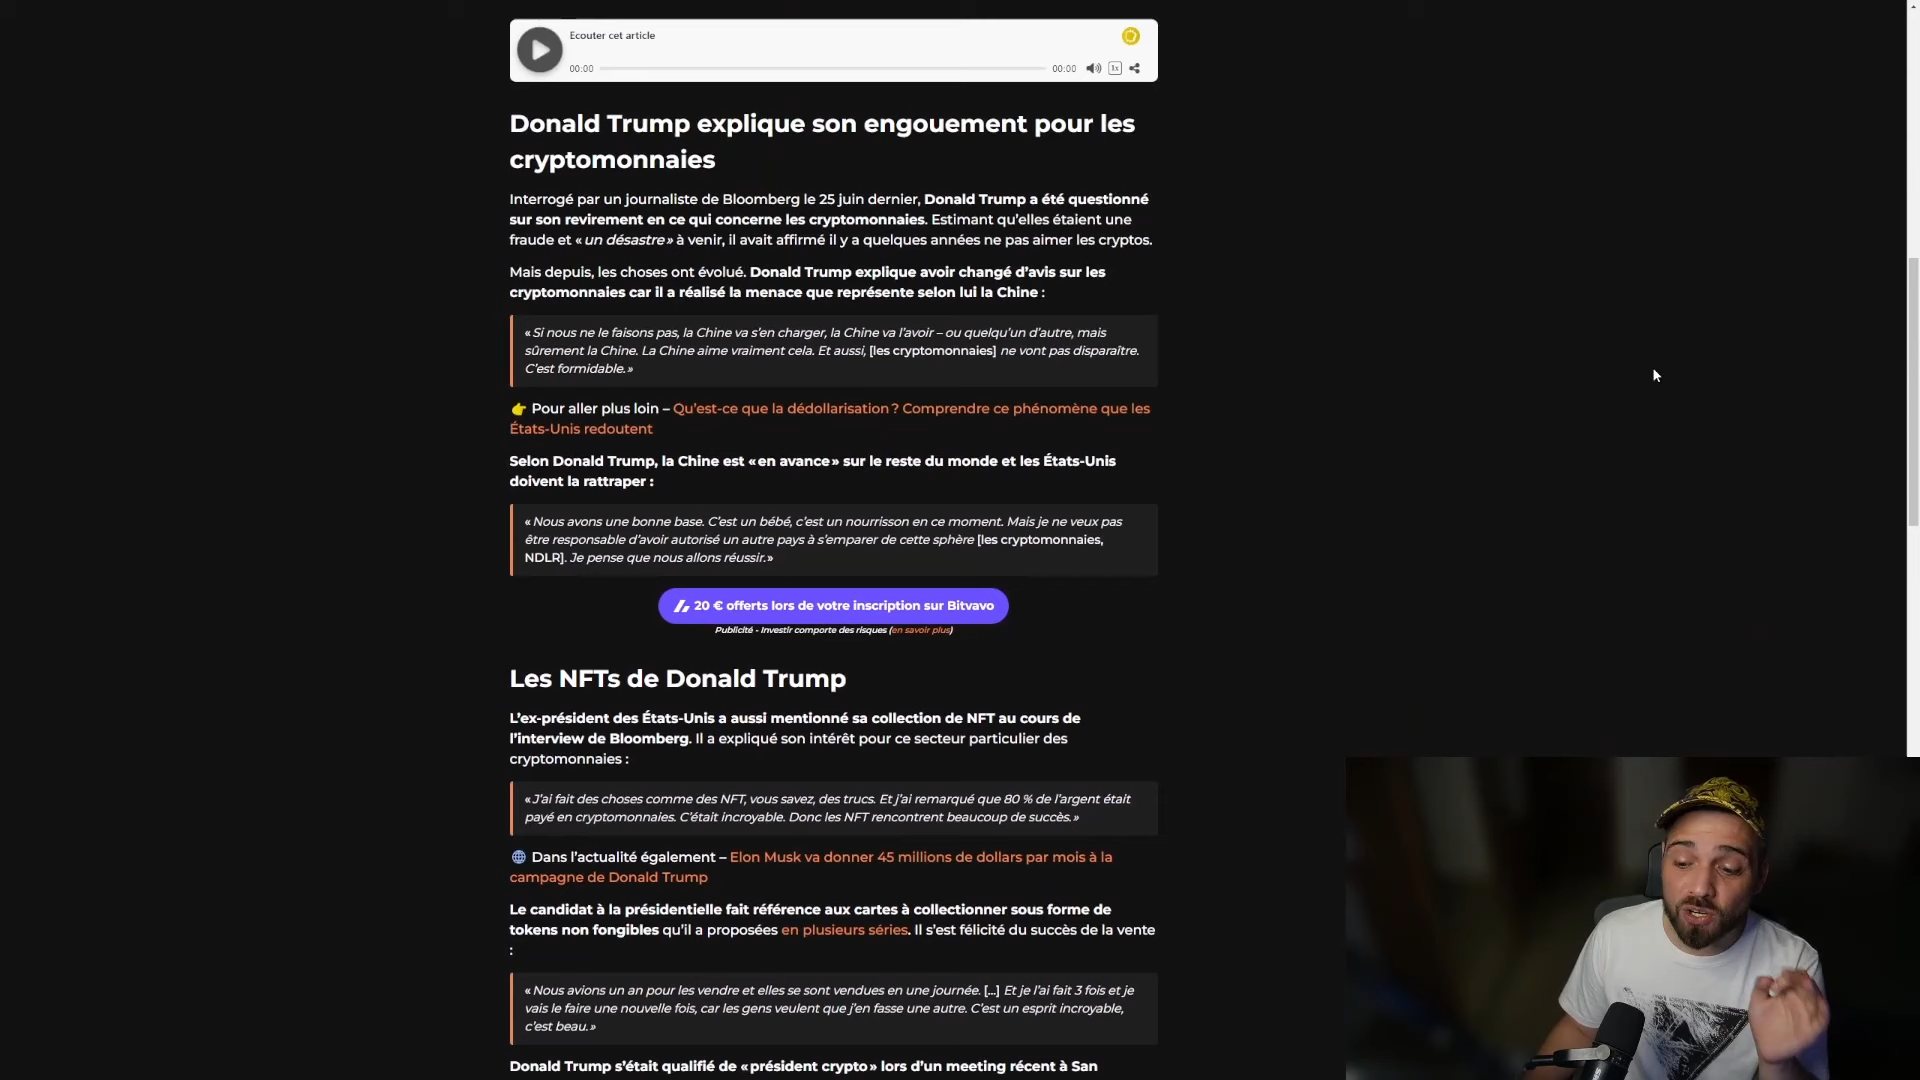 Ecouter cet article
00:00
00:00
1x
Donald Trump explique son engouement pour les
cryptomonnaies
Interrogé par un journaliste de Bloomberg le 25 juin dernier, Donald Trump a été questionné
sur son revirement en ce qui concerne les cryptomonnaies. Estimant qu’elles étaient une
fraude et « un désastre » à venir, il avait affirmé il y a quelques années ne pas aimer les cryptos.
Mais depuis, les choses ont évolué. Donald Trump explique avoir changé d’avis sur les
cryptomonnaies car il a réalisé la menace que représente selon lui la Chine :
« Si nous ne le faisons pas, la Chine va s’en charger, la Chine va l’avoir – ou quelqu’un d’autre, mais
sûrement la Chine. La Chine aime vraiment cela. Et aussi, [les cryptomonnaies] ne vont pas disparaître.
C’est formidable. »
Pour aller plus loin – Qu’est-ce que la dédollarisation ? Comprendre ce phénomène que les
États-Unis redoutent
Selon Donald Trump, la Chine est « en avance » sur le reste du monde et les États-Unis
doivent la rattraper :
« Nous avons une bonne base. C’est un bébé, c’est un nourrisson en ce moment. Mais je ne veux pas
être responsable d’avoir autorisé un autre pays à s’emparer de cette sphère [les cryptomonnaies,
NDLR]. Je pense que nous allons réussir. »
20 € offerts lors de votre inscription sur Bitvavo
Publicité - Investir comporte des risques (en savoir plus)
Les NFTs de Donald Trump
L’ex-président des États-Unis a aussi mentionné sa collection de NFT au cours de
l’interview de Bloomberg. Il a expliqué son intérêt pour ce secteur particulier des
cryptomonnaies :
« J’ai fait des choses comme des NFT, vous savez, des trucs. Et j’ai remarqué que 80 % de l’argent était
payé en cryptomonnaies. C’était incroyable. Donc les NFT rencontrent beaucoup de succès. »
Dans l’actualité également – Elon Musk va donner 45 millions de dollars par mois à la
campagne de Donald Trump
Le candidat à la présidentielle fait référence aux cartes à collectionner sous forme de
tokens non fongibles qu’il a proposées en plusieurs séries. Il s’est félicité du succès de la vente
:
« Nous avions un an pour les vendre et elles se sont vendues en une journée. [...] Et je l’ai fait 3 fois et je
vais le faire une nouvelle fois, car les gens veulent que j’en fasse une autre. C’est un esprit incroyable,
c’est beau. »
Donald Trump s’était qualifié de « président crypto » lors d’un meeting récent à San